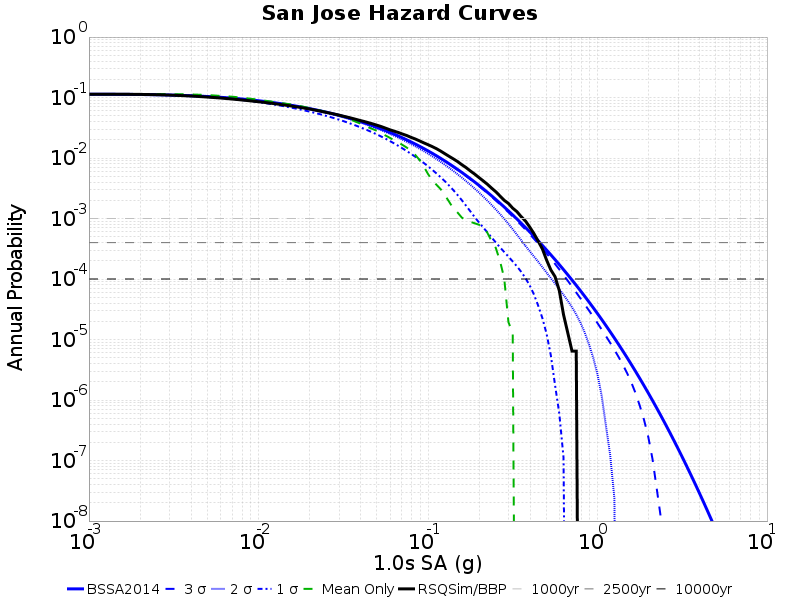 San Jose Hazard Curves
Annual Probability
10^0
10^-1
10^-2
10^-3
10^-4
10^-5
10^-6
10^-7
10^-8
10^-3 10^-2 10^-1 10^0 10^1
1.0s SA (g)
BSSA2014 3 σ 2 σ 1 σ Mean Only RSQSim/BBP 1000yr 2500yr 10000yr